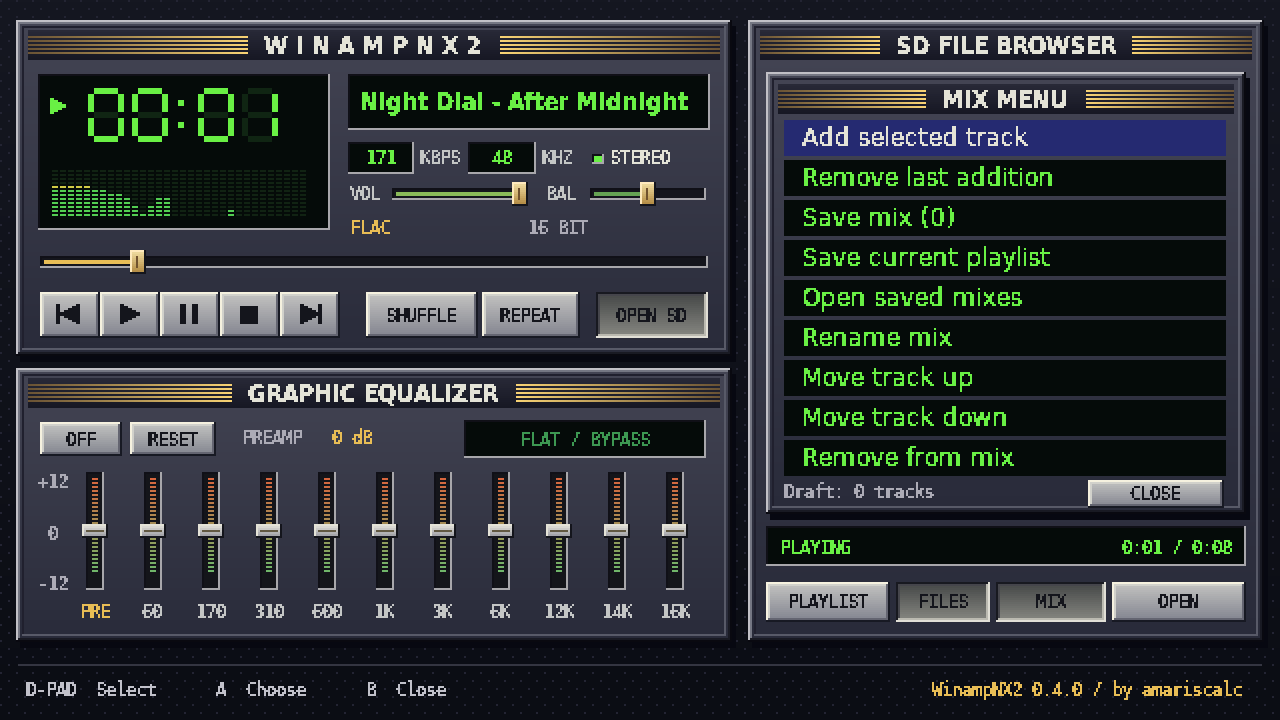 WINAMPNX2
00:01
Night Dial - After Midnight
171 KBPS 48 KHZ STEREO
VOL BAL
FLAC 16 BIT
SHUFFLE REPEAT OPEN SD
GRAPHIC EQUALIZER
OFF RESET PREAMP 0 dB FLAT / BYPASS
+12
0
-12
PRE 60 170 310 600 1K 3K 6K 12K 14K 16K
SD FILE BROWSER
MIX MENU
Add selected track
Remove last addition
Save mix (0)
Save current playlist
Open saved mixes
Rename mix
Move track up
Move track down
Remove from mix
Draft: 0 tracks CLOSE
PLAYING 0:01 / 0:08
PLAYLIST FILES MIX OPEN
D-PAD Select A Choose B Close
WinampNX2 0.4.0 / by amariscalc